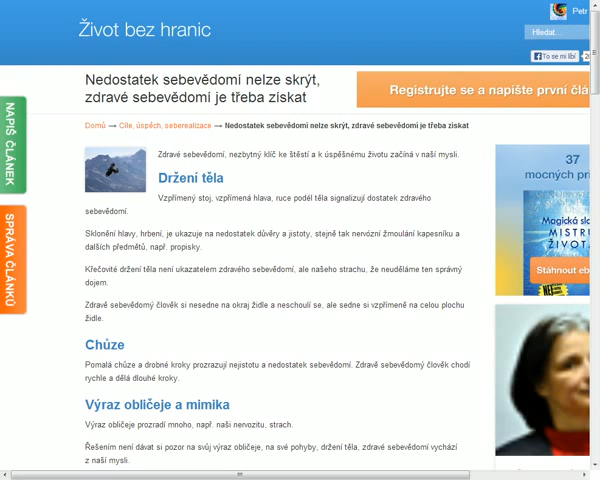 Život bez hranic
Petr
Hledat...
To se mi líbí
Nedostatek sebevědomí nelze skrýt,
zdravé sebevědomí je třeba získat
Registrujte se a napište první člá
NAPIŠ ČLÁNEK
SPRÁVA ČLÁNKŮ
Domů → Cíle, úspěch, seberealizace → Nedostatek sebevědomí nelze skrýt, zdravé sebevědomí je třeba získat
Zdravé sebevědomí, nezbytný klíč ke štěstí a k úspěšnému životu začíná v naší mysli.
Držení těla
Vzpřímený stoj, vzpřímená hlava, ruce podél těla signalizují dostatek zdravého
sebevědomí.
Sklonění hlavy, hrbení, je ukazuje na nedostatek důvěry a jistoty, stejně tak nervózní žmoulání kapesníku a
dalších předmětů, např. propisky.
Křečovité držení těla není ukazatelem zdravého sebevědomí, ale našeho strachu, že neuděláme ten správný
dojem.
Zdravě sebevědomý člověk si nesedne na okraj židle a neschoulí se, ale sedne si vzpřímeně na celou plochu
židle.
Chůze
Pomalá chůze a drobné kroky prozrazují nejistotu a nedostatek sebevědomí. Zdravě sebevědomý člověk chodí
rychle a dělá dlouhé kroky.
Výraz obličeje a mimika
Výraz obličeje prozradí mnoho, např. naši nervozitu, strach.
Řešením není dávat si pozor na svůj výraz obličeje, na své pohyby, držení těla, zdravé sebevědomí vychází
z naší mysli.
37
mocných pri
Magická slo
MISTRU
ŽIVOTA
Stáhnout eb